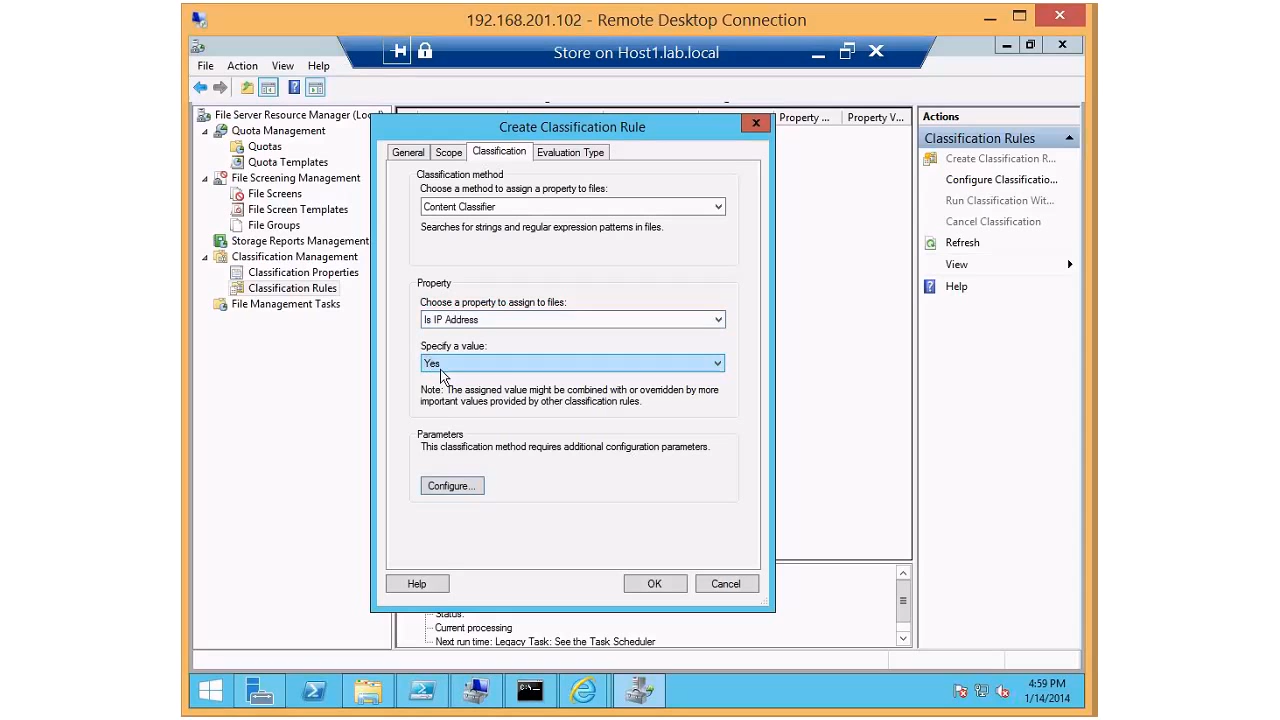 192.168.201.102 - Remote Desktop Connection
Store on Host1.lab.local
File Action View Help
File Server Resource Manager (Loc
Quota Management
Quotas
Quota Templates
File Screening Management
File Screens
File Screen Templates
File Groups
Storage Reports Management
Classification Management
Classification Properties
Classification Rules
File Management Tasks
Create Classification Rule
General Scope Classification Evaluation Type
Classification method
Choose a method to assign a property to files:
Content Classifier
Searches for strings and regular expression patterns in files.
Property
Choose a property to assign to files:
Is IP Address
Specify a value:
Yes
Note: The assigned value might be combined with or overridden by more
important values provided by other classification rules.
Parameters
This classification method requires additional configuration parameters.
Configure...
Help OK Cancel
Property ... Property V...
Status:
Current processing
Next run time: Legacy Task: See the Task Scheduler
Actions
Classification Rules
Create Classification R...
Configure Classificatio...
Run Classification Wit...
Cancel Classification
Refresh
View
Help
4:59 PM
1/14/2014